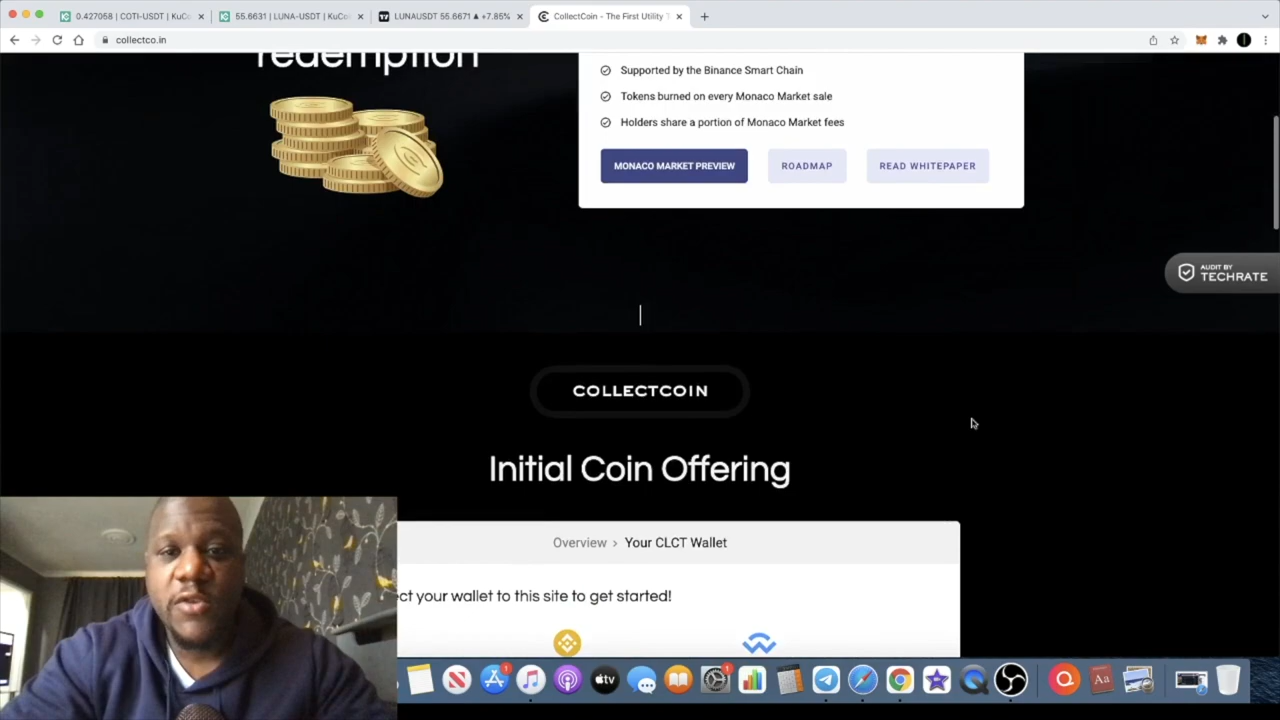 0.427058 | COTI-USDT | KuCo
55.6631 | LUNA-USDT | KuCo
LUNAUSDT 55.6671 ▲ +7.85%
CollectCoin - The First Utility T
collectco.in
redemption
Supported by the Binance Smart Chain
Tokens burned on every Monaco Market sale
Holders share a portion of Monaco Market fees
MONACO MARKET PREVIEW
ROADMAP
READ WHITEPAPER
AUDIT BY
TECHRATE
COLLECTCOIN
Initial Coin Offering
Overview › Your CLCT Wallet
ct your wallet to this site to get started!
tv